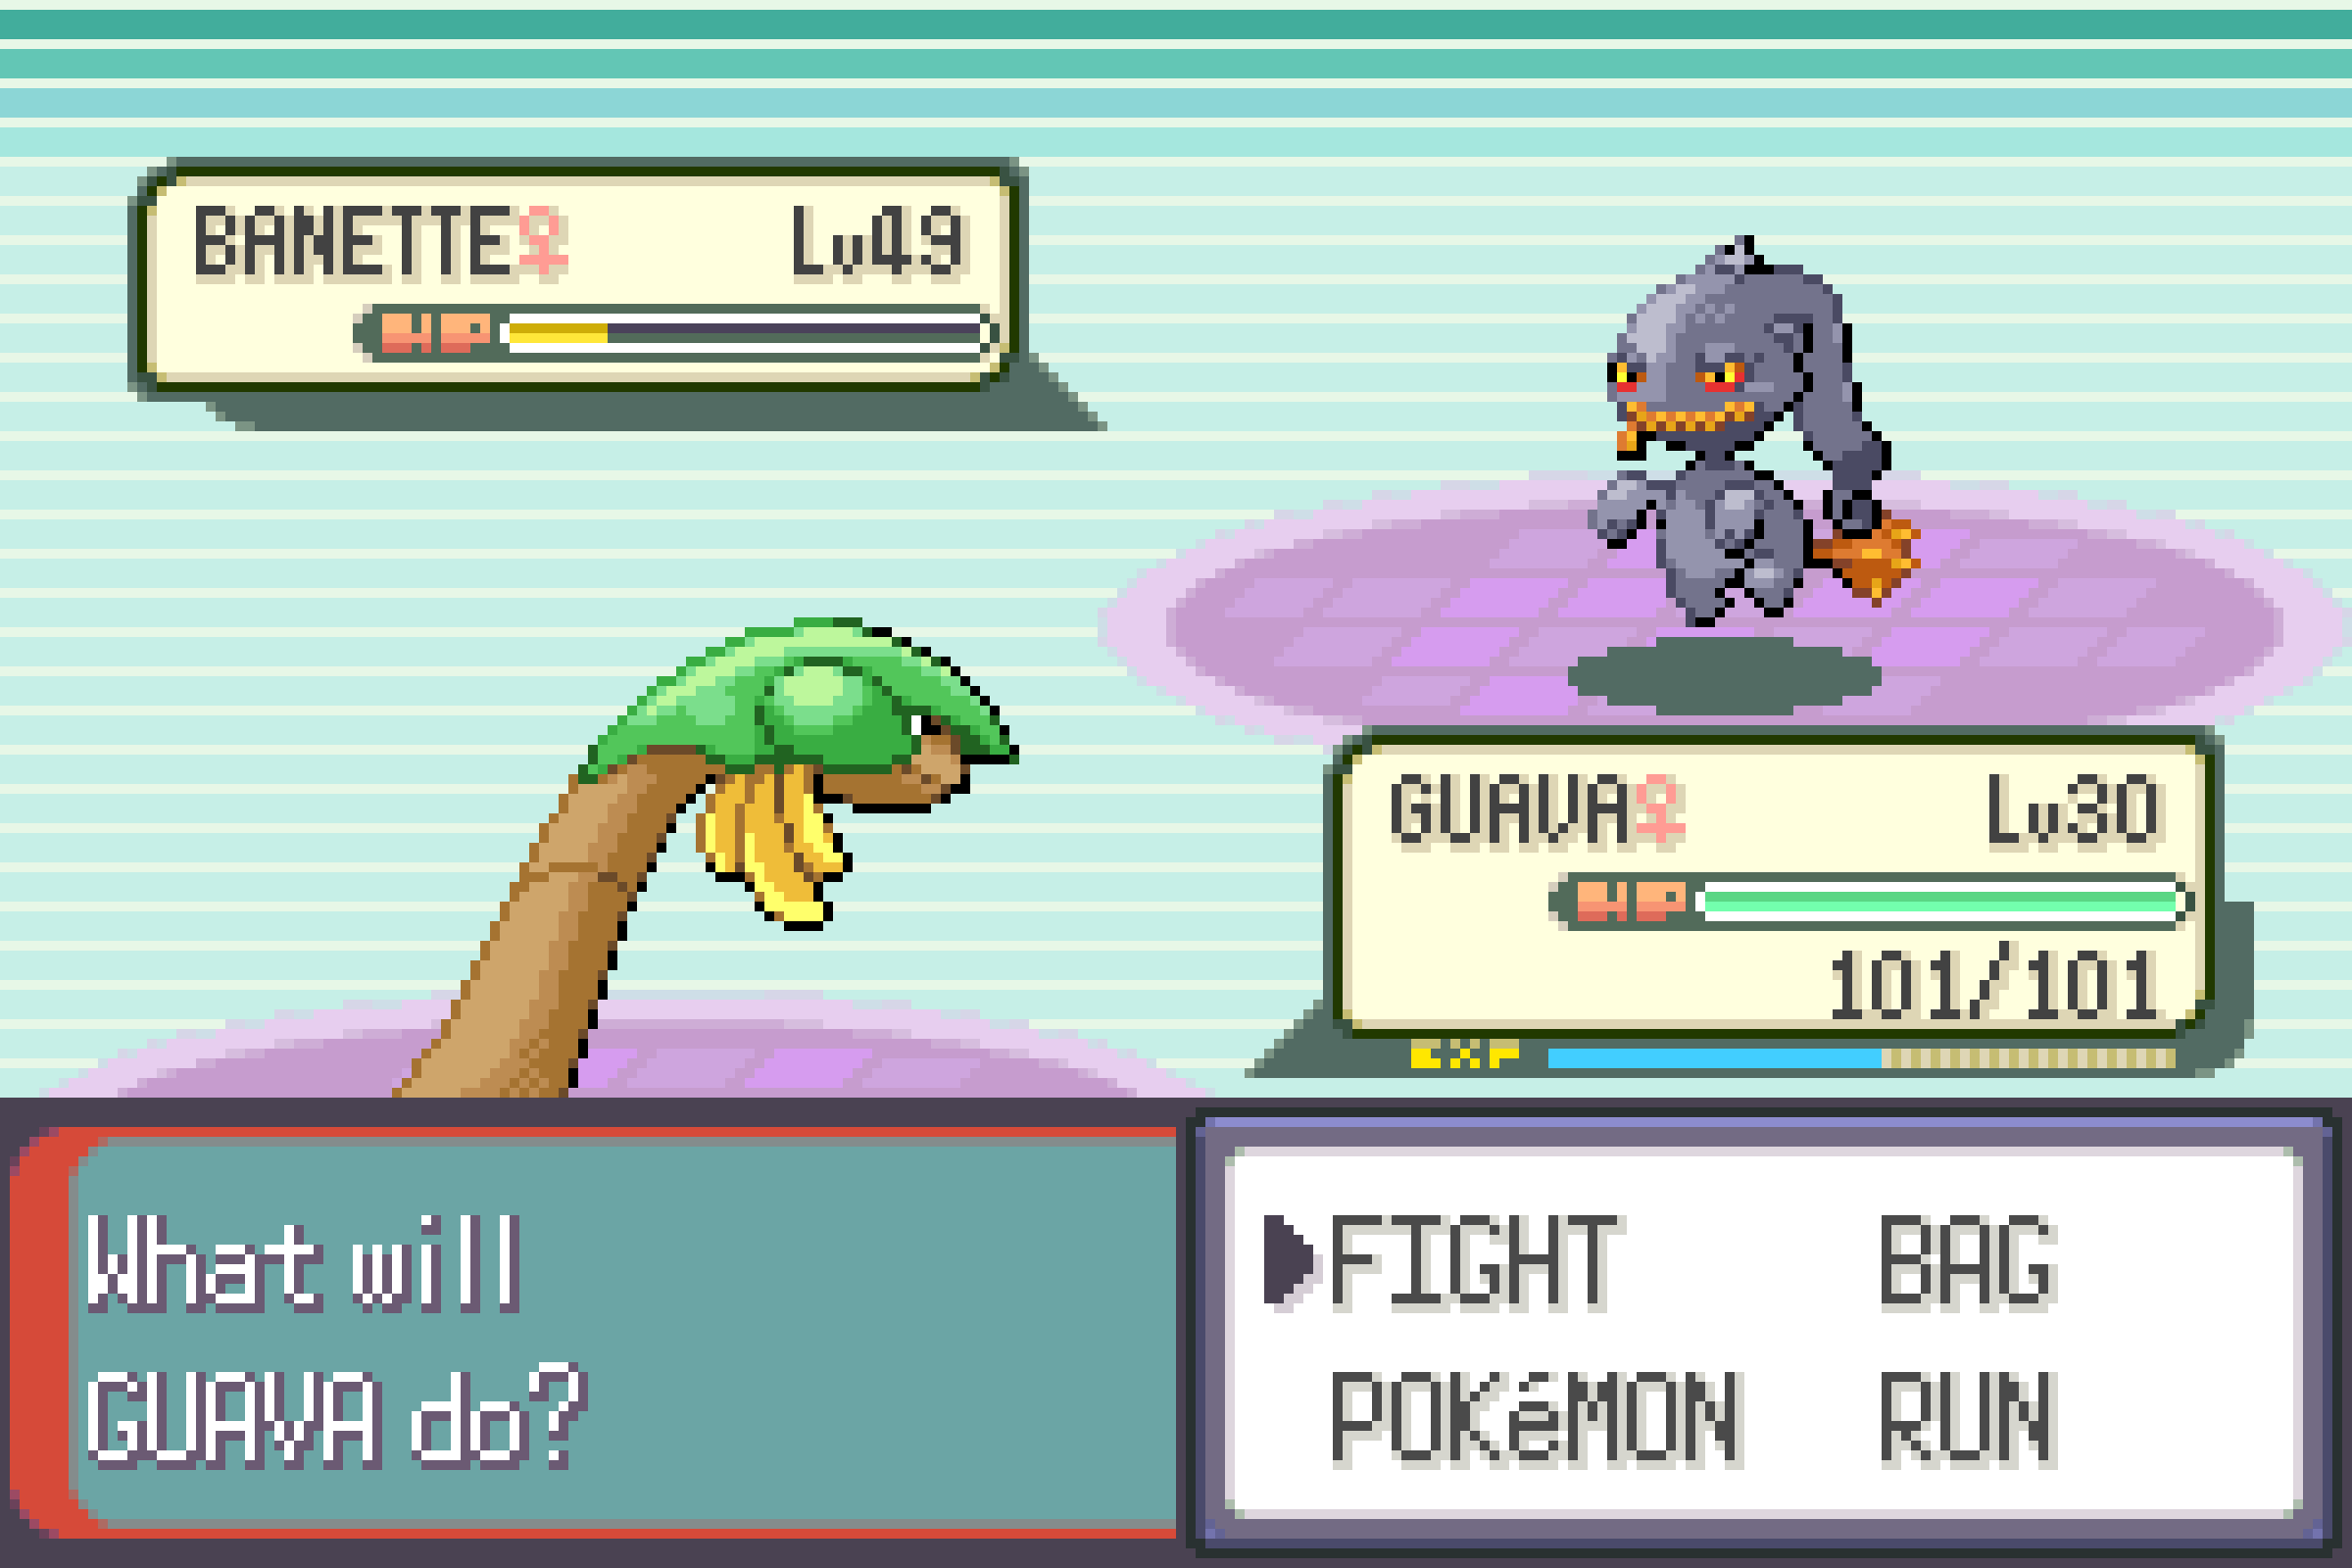 BANETTE♀ Lv49
HP
GUAVA♀ Lv30
HP
101/101
EXP
What will
GUAVA do?
FIGHT BAG
POKéMON RUN